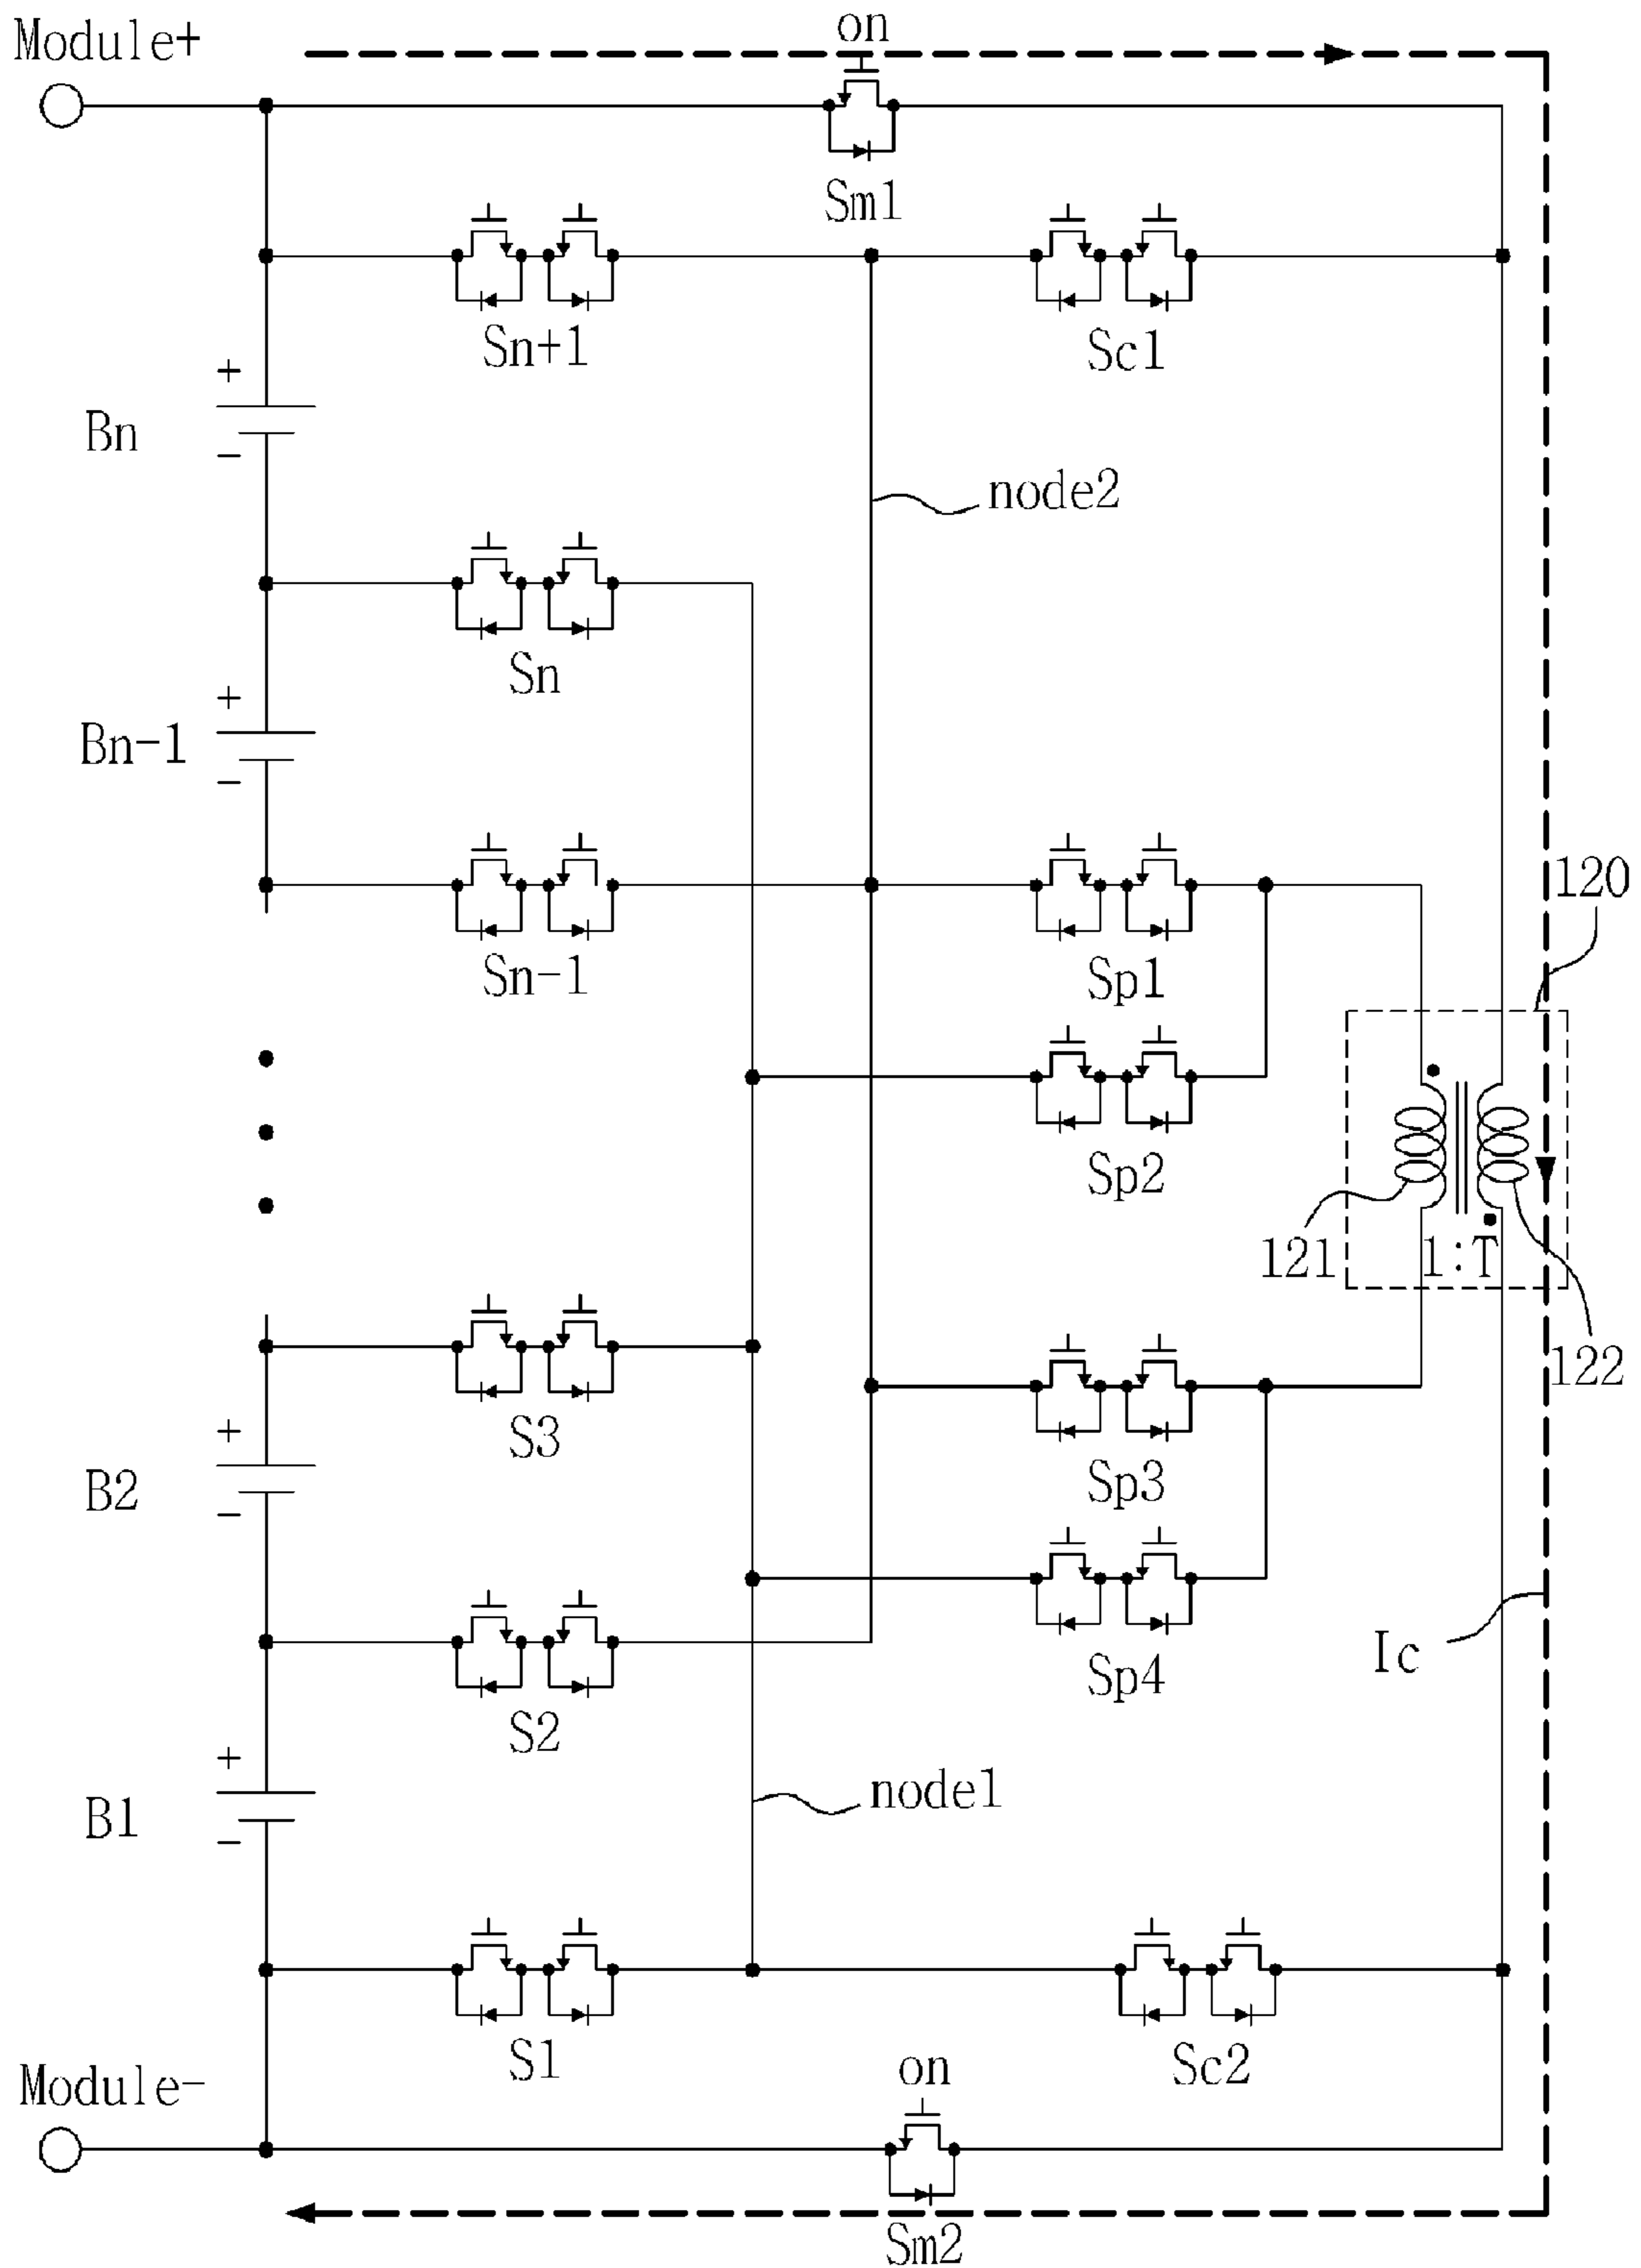 on
Module+
Sm1
Sn+1
Sc1
+
Bn
−
node2
Sn
+
Bn-1
−
120
Sn-1
Sp1
Sp2
121
1:T
122
S3
+
B2
−
Sp3
Ic
Sp4
S2
+
B1
−
node1
S1
Sc2
on
Module-
Sm2